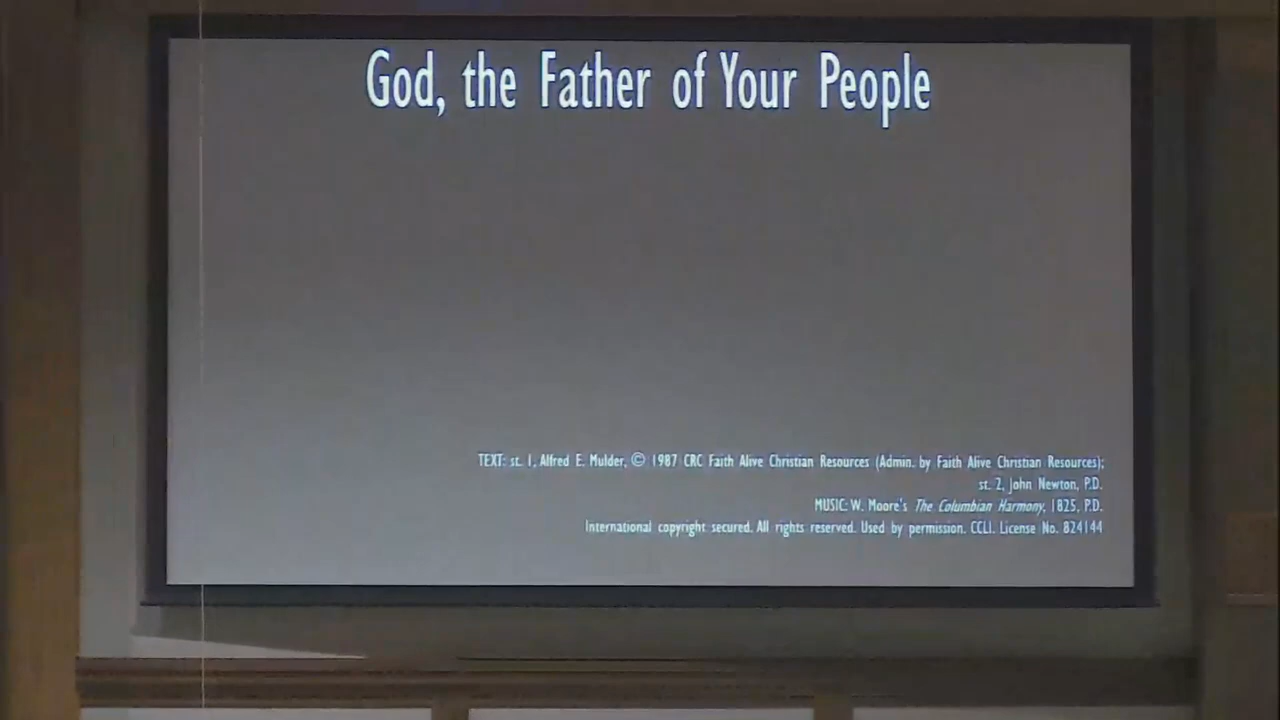 God, the Father of Your People
TEXT: st. 1, Alfred E. Mulder, © 1987 CRC Faith Alive Christian Resources (Admin. by Faith Alive Christian Resources);
st. 2, John Newton, P.D.
MUSIC: W. Moore's The Columbian Harmony, 1825, P.D.
International copyright secured. All rights reserved. Used by permission. CCLI. License No. 824144